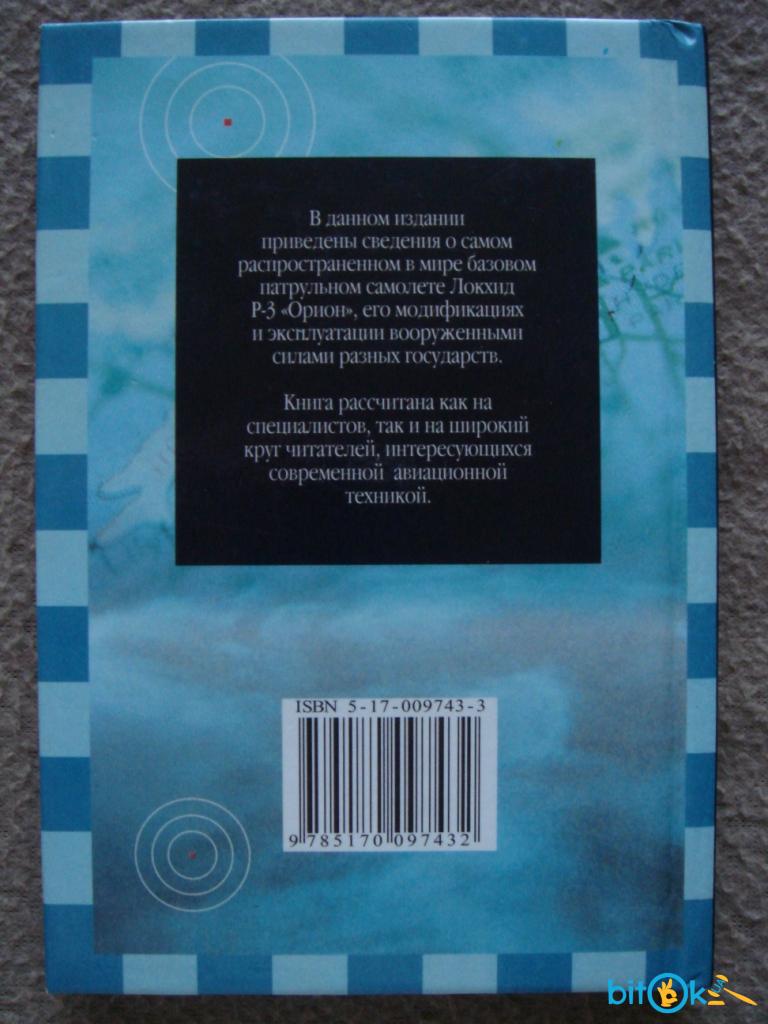 В данном издании
приведены сведения о самом
распространенном в мире базовом
патрульном самолете Локхид
Р-3 «Орион», его модификациях
и эксплуатации вооруженными
силами разных государств.
Книга рассчитана как на
специалистов, так и на широкий
круг читателей, интересующихся
современной авиационной
техникой.
ISBN 5-17-009743-3
9 785170 097432
bitOk UA